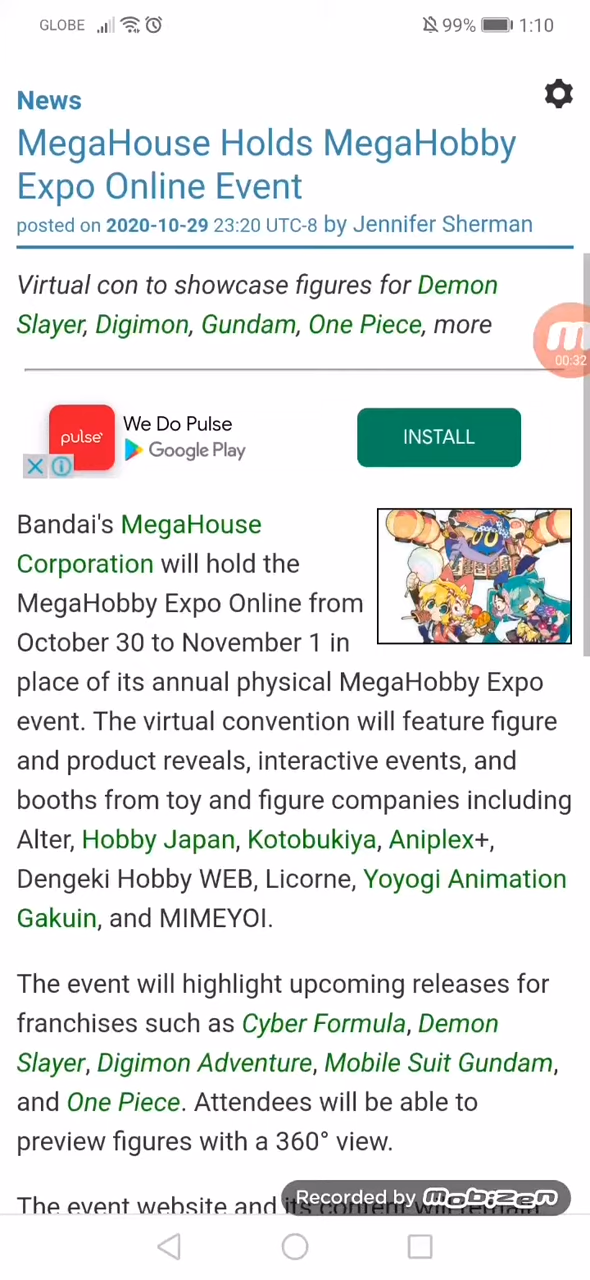 GLOBE 99% 1:10
News
MegaHouse Holds MegaHobby
Expo Online Event
posted on 2020-10-29 23:20 UTC-8 by Jennifer Sherman
Virtual con to showcase figures for Demon
Slayer, Digimon, Gundam, One Piece, more
00:32
pulse
We Do Pulse
Google Play
INSTALL
Bandai's MegaHouse
Corporation will hold the
MegaHobby Expo Online from
October 30 to November 1 in
place of its annual physical MegaHobby Expo
event. The virtual convention will feature figure
and product reveals, interactive events, and
booths from toy and figure companies including
Alter, Hobby Japan, Kotobukiya, Aniplex+,
Dengeki Hobby WEB, Licorne, Yoyogi Animation
Gakuin, and MIMEYOI.
The event will highlight upcoming releases for
franchises such as Cyber Formula, Demon
Slayer, Digimon Adventure, Mobile Suit Gundam,
and One Piece. Attendees will be able to
preview figures with a 360° view.
The event website and its content will remain
Recorded by Mobizen